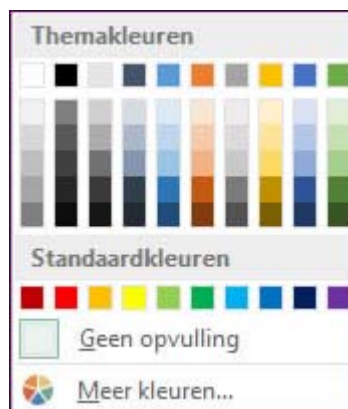 Themakleuren
Standaardkleuren
Geen opvulling
Meer kleuren...